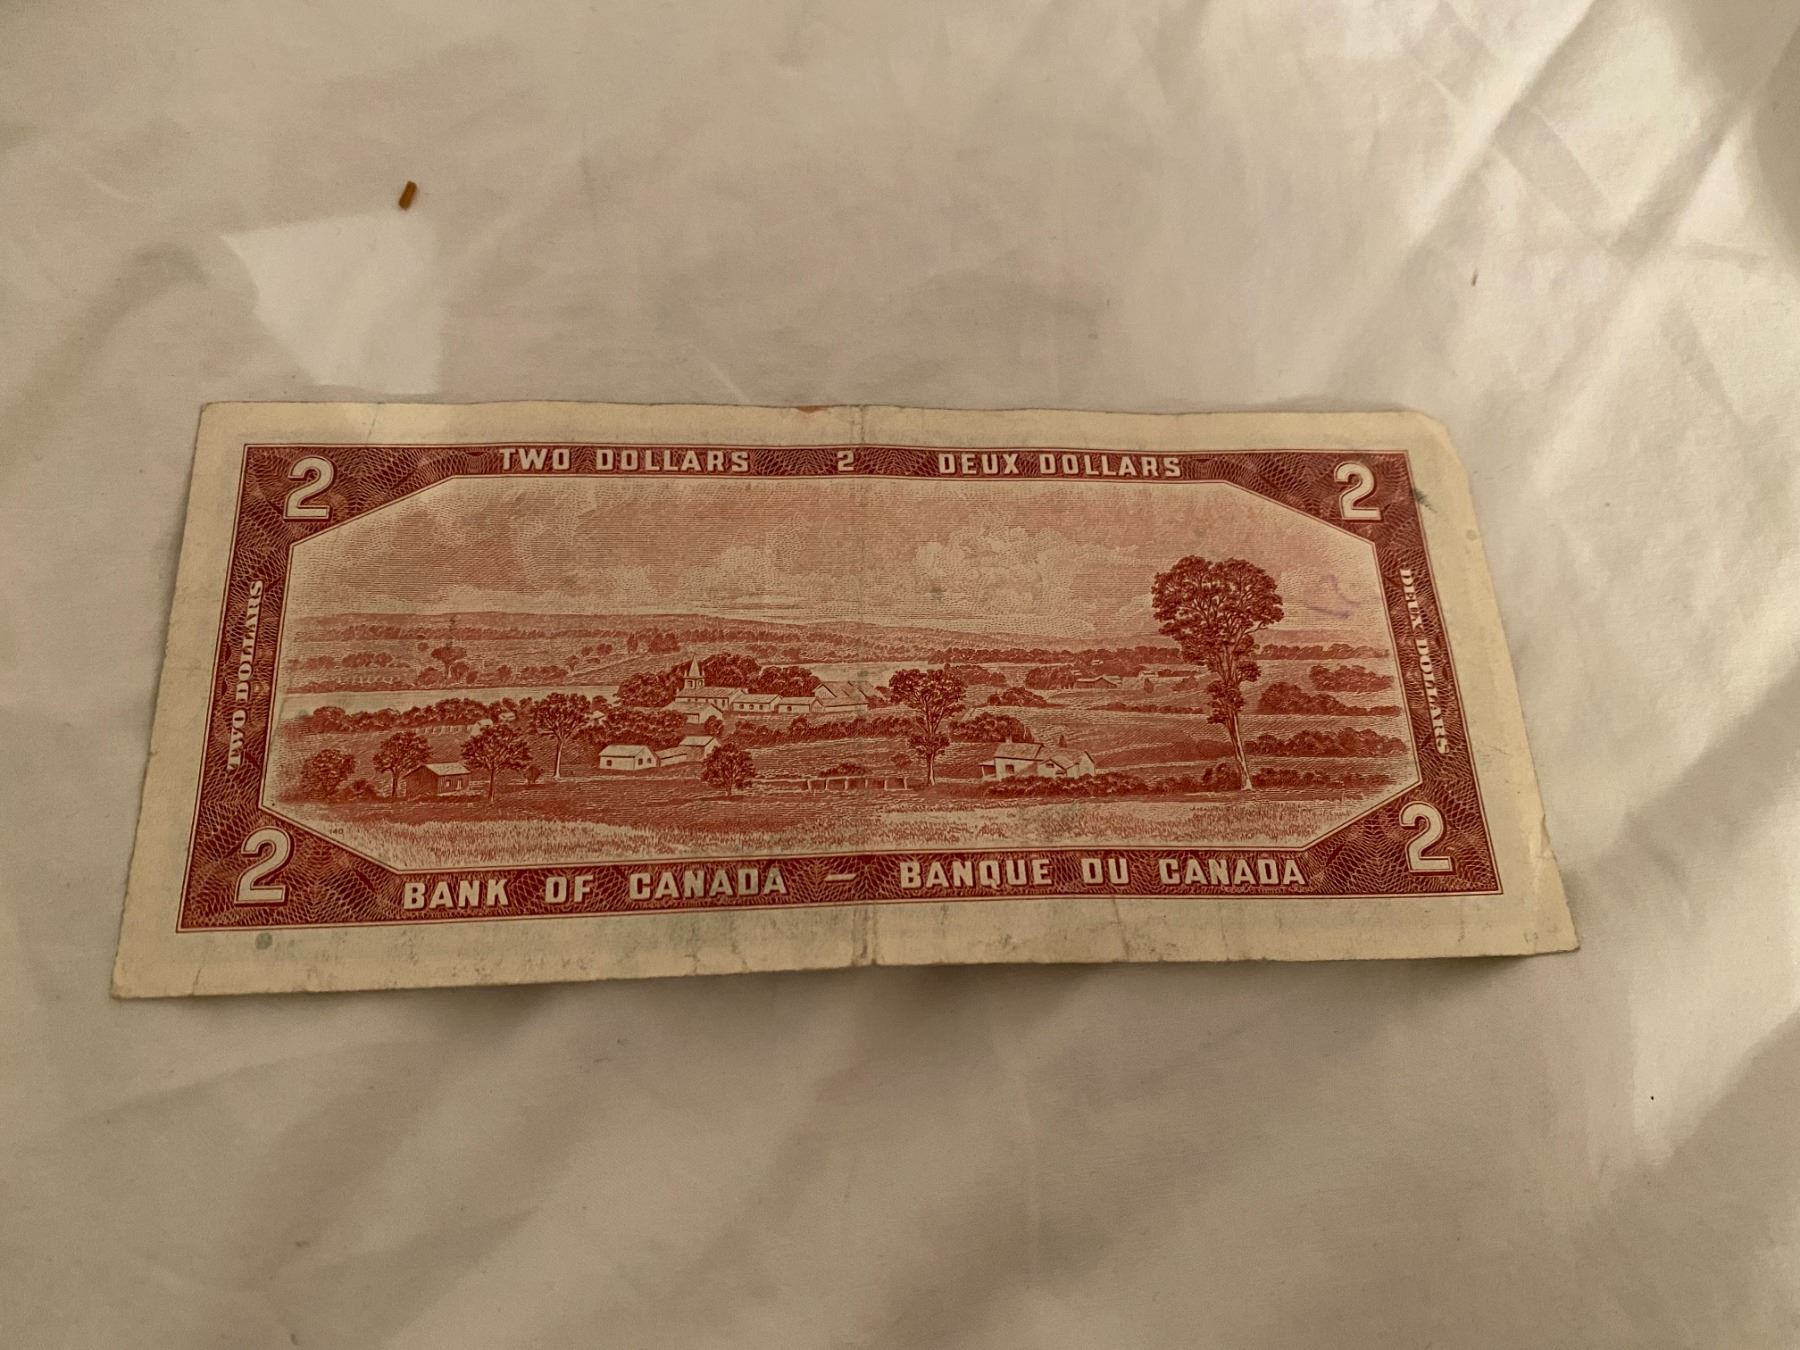 2 TWO DOLLARS 2 DEUX DOLLARS 2
TWO DOLLARS
DEUX DOLLARS
2 BANK OF CANADA — BANQUE DU CANADA 2